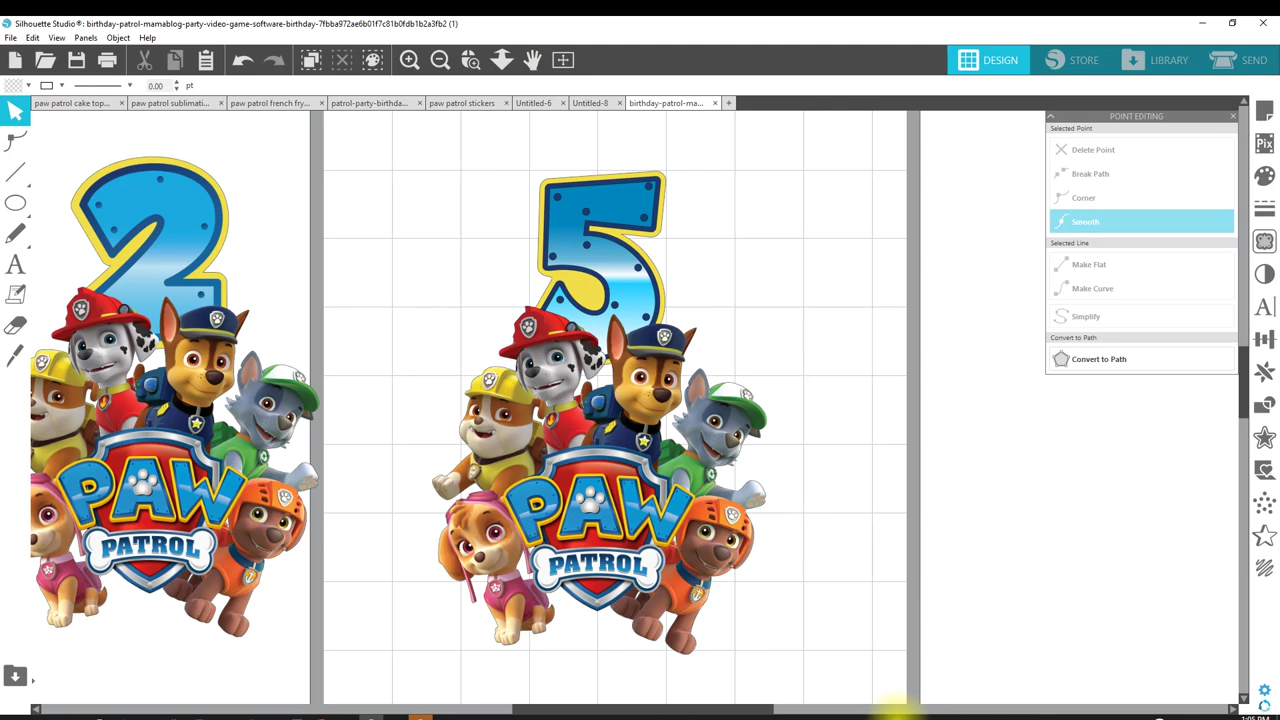 Silhouette Studio®: birthday-patrol-mamablog-party-video-game-software-birthday-7fbba972ae6b01f7c81b0fdb1b2a3fb2 (1)
File Edit View Panels Object Help
DESIGN STORE LIBRARY SEND
0.00 pt
paw patrol cake top... paw patrol sublimati... paw patrol french fry... patrol-party-birthda... paw patrol stickers Untitled-6 Untitled-8 birthday-patrol-ma...
POINT EDITING
Selected Point
Delete Point
Break Path
Corner
Smooth
Selected Line
Make Flat
Make Curve
Simplify
Convert to Path
Convert to Path
2
5
PAW
PATROL
PAW
PATROL
1:05 PM